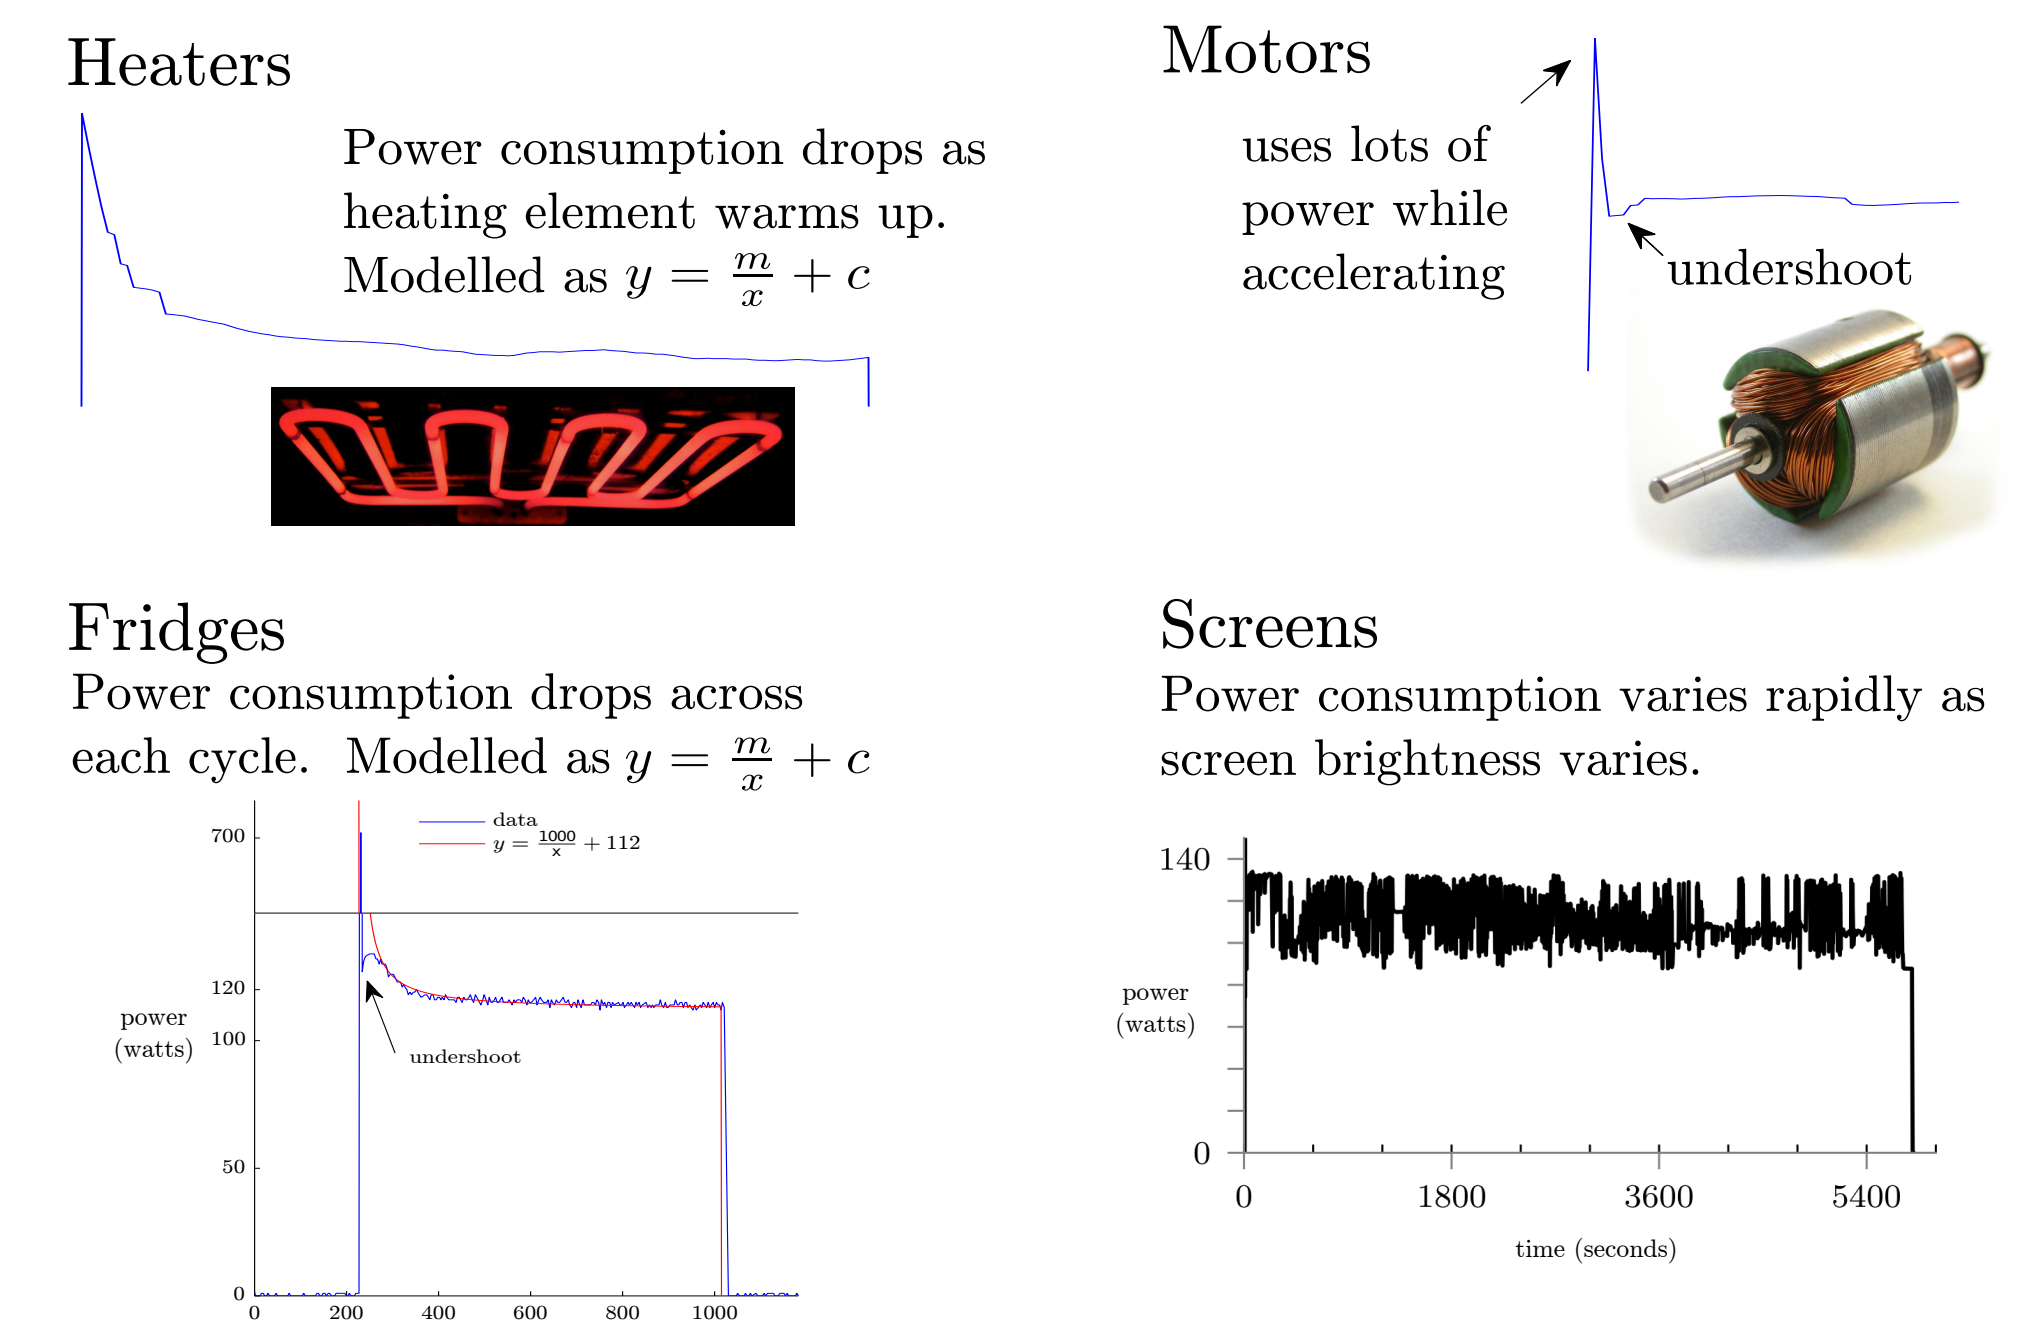 Heaters
Power consumption drops as
heating element warms up.
Modelled as y = m/x + c
Motors
uses lots of
power while
accelerating
undershoot
Fridges
Power consumption drops across
each cycle. Modelled as y = m/x + c
700
data
y = 1000/x + 112
120
power
(watts)
100
undershoot
50
0
0 200 400 600 800 1000
Screens
Power consumption varies rapidly as
screen brightness varies.
140
power
(watts)
0
0 1800 3600 5400
time (seconds)